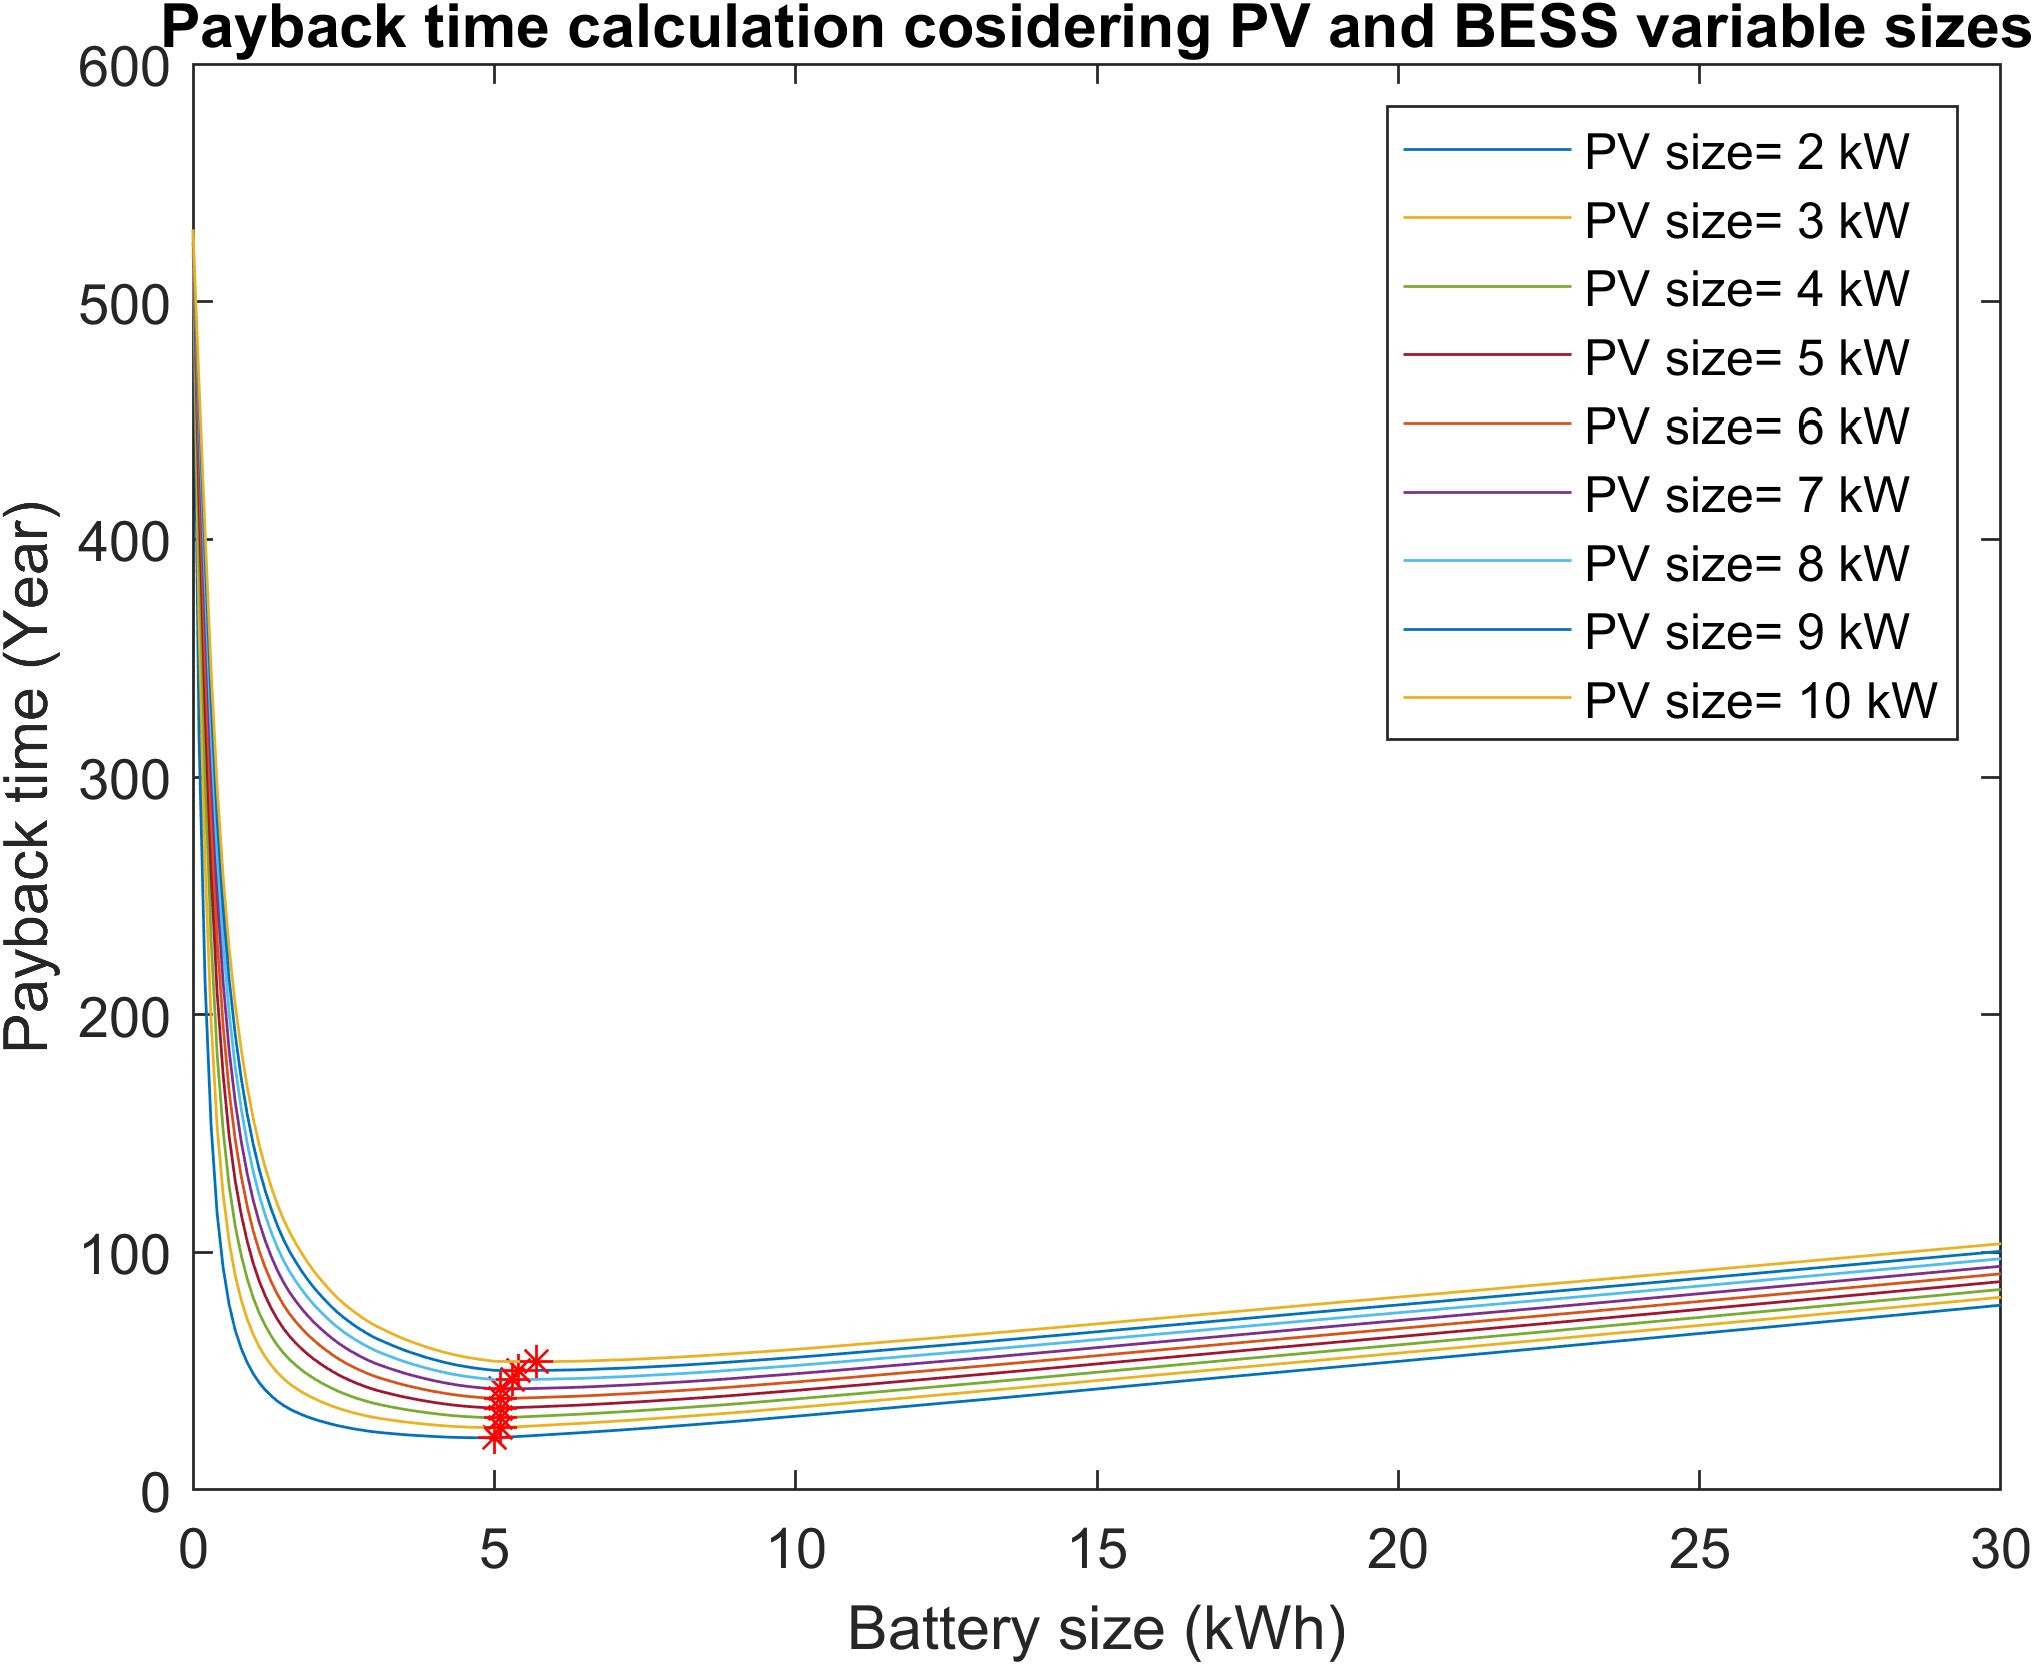 Payback time calculation cosidering PV and BESS variable sizes
600
500
400
300
200
100
0
Payback time (Year)
PV size= 2 kW
PV size= 3 kW
PV size= 4 kW
PV size= 5 kW
PV size= 6 kW
PV size= 7 kW
PV size= 8 kW
PV size= 9 kW
PV size= 10 kW
0 5 10 15 20 25 30
Battery size (kWh)